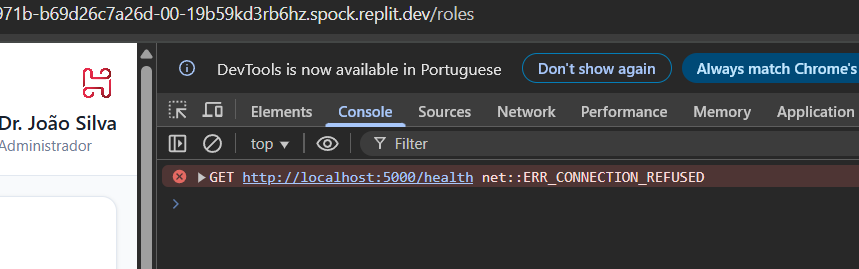 971b-b69d26c7a26d-00-19b59kd3rb6hz.spock.replit.dev/roles
DevTools is now available in Portuguese
Don't show again
Always match Chrome's
Elements
Console
Sources
Network
Performance
Memory
Application
top
Filter
Dr. João Silva
Administrador
GET http://localhost:5000/health net::ERR_CONNECTION_REFUSED